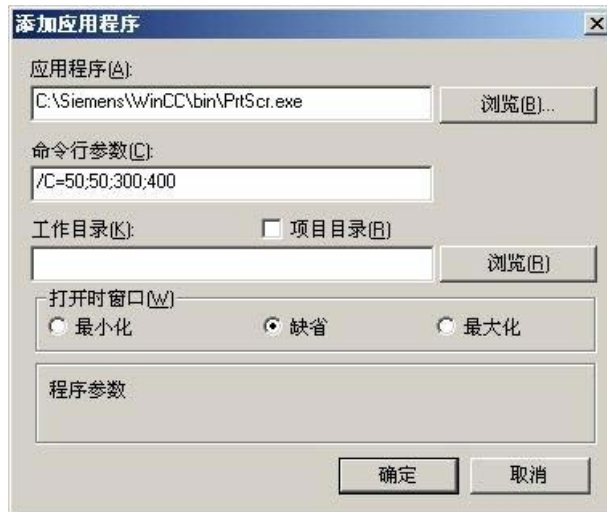 添加应用程序
应用程序(A):
C:\Siemens\WinCC\bin\PrtScr.exe
浏览(B)...
命令行参数(C):
/C=50;50;300;400
工作目录(K):
项目目录(R)
浏览(R)
打开时窗口(W)
最小化
缺省
最大化
程序参数
确定
取消